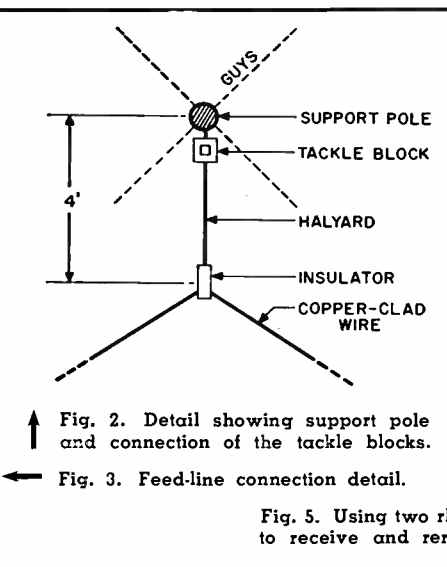 GUYS
SUPPORT POLE
TACKLE BLOCK
4'
HALYARD
INSULATOR
COPPER-CLAD
WIRE
Fig. 2. Detail showing support pole
and connection of the tackle blocks.
Fig. 3. Feed-line connection detail.
Fig. 5. Using two
to receive and